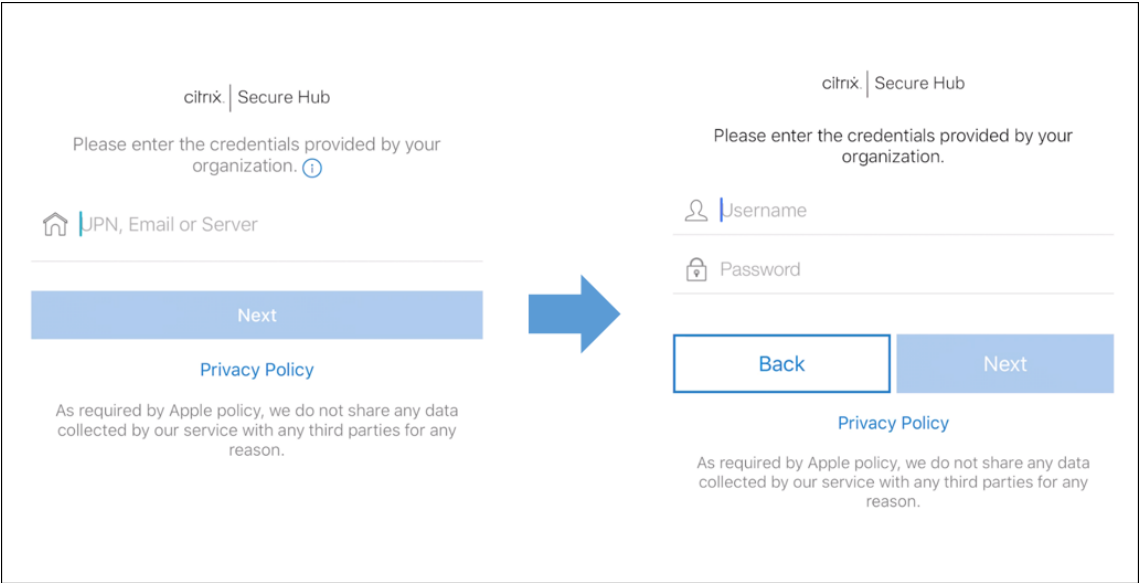 citrix. Secure Hub
Please enter the credentials provided by your
organization.
UPN, Email or Server
Next
Privacy Policy
As required by Apple policy, we do not share any data
collected by our service with any third parties for any
reason.
citrix. Secure Hub
Please enter the credentials provided by your
organization.
Username
Password
Back Next
Privacy Policy
As required by Apple policy, we do not share any data
collected by our service with any third parties for any
reason.